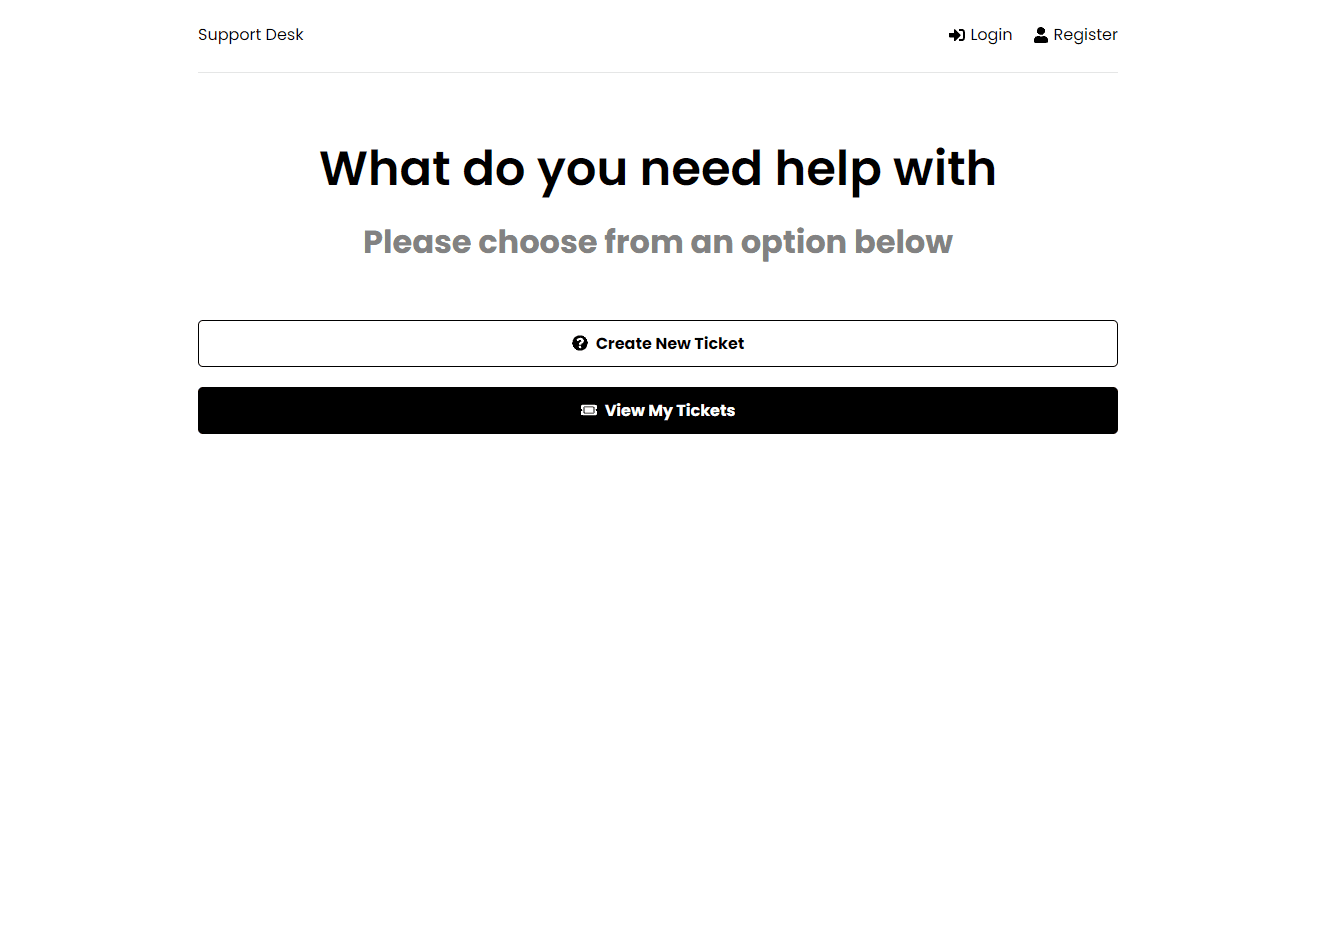 Support Desk
Login
Register
What do you need help with
Please choose from an option below
Create New Ticket
View My Tickets